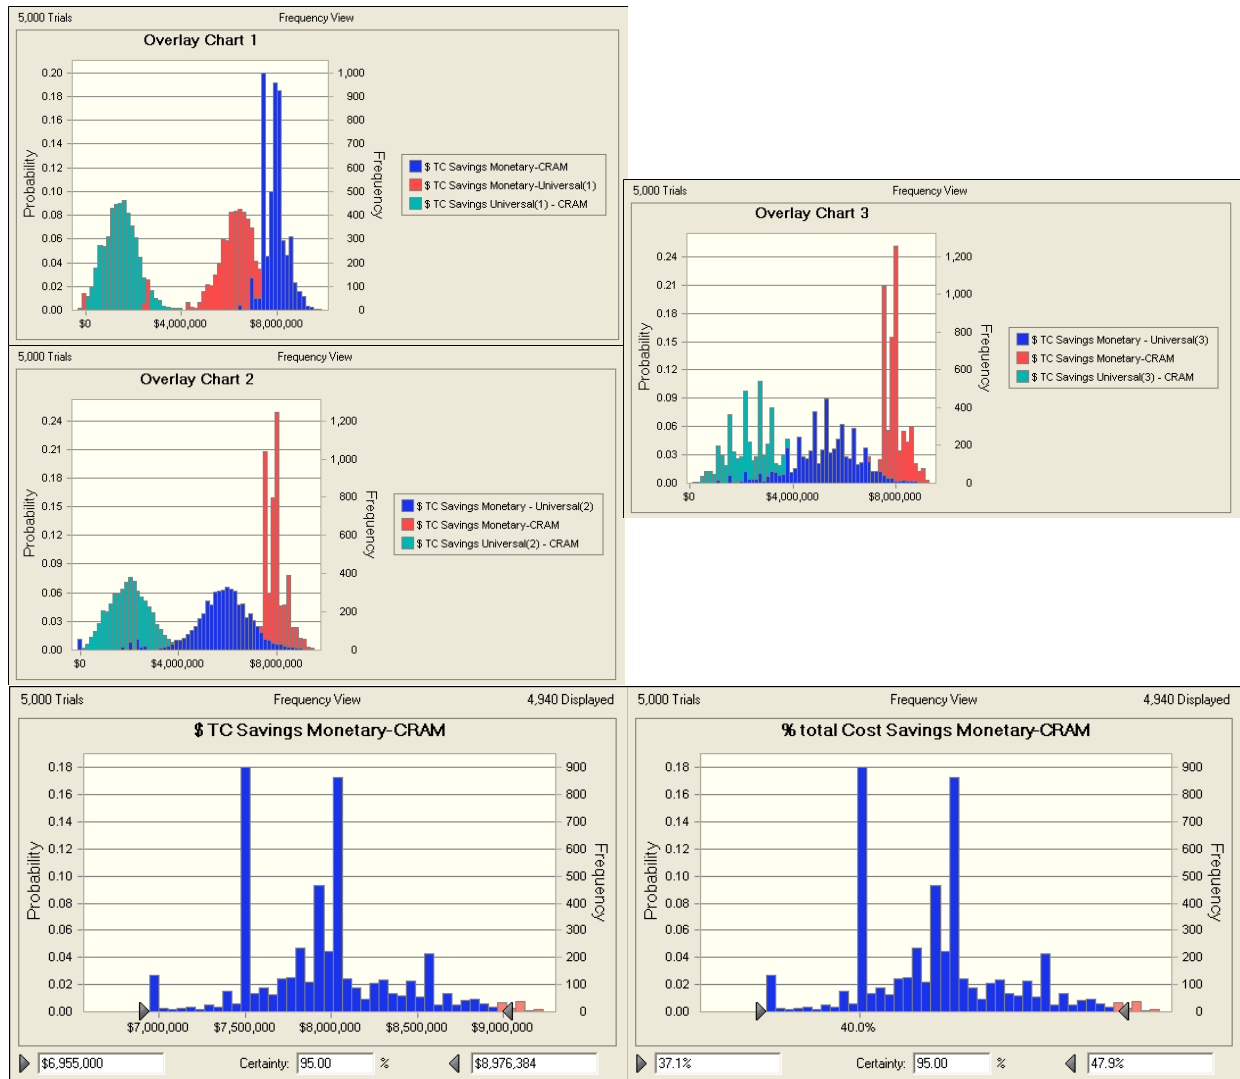 5,000 Trials Frequency View
Overlay Chart 1
0.20 1,000
0.18 900
0.16 800
0.14 700
0.12 600
0.10 500
0.08 400
0.06 300
0.04 200
0.02 100
0.00 0
Probability
Frequency
$0 $4,000,000 $8,000,000
$ TC Savings Monetary-CRAM
$ TC Savings Monetary-Universal(1)
$ TC Savings Universal(1) - CRAM
5,000 Trials Frequency View
Overlay Chart 3
0.24 1,200
0.21 1,000
0.18 800
0.15
0.12 600
0.09 400
0.06 200
0.03
0.00 0
Probability
Frequency
$0 $4,000,000 $8,000,000
$ TC Savings Monetary - Universal(3)
$ TC Savings Monetary-CRAM
$ TC Savings Universal(3) - CRAM
5,000 Trials Frequency View
Overlay Chart 2
0.24 1,200
0.21 1,000
0.18 800
0.15
0.12 600
0.09 400
0.06 200
0.03
0.00 0
Probability
Frequency
$0 $4,000,000 $8,000,000
$ TC Savings Monetary - Universal(2)
$ TC Savings Monetary-CRAM
$ TC Savings Universal(2) - CRAM
5,000 Trials Frequency View 4,940 Displayed
$ TC Savings Monetary-CRAM
0.18 900
0.16 800
0.14 700
0.12 600
0.10 500
0.08 400
0.06 300
0.04 200
0.02 100
0.00 0
Probability
Frequency
$7,000,000 $7,500,000 $8,000,000 $8,500,000 $9,000,000
$6,955,000 Certainty: 95.00 % $8,976,384
5,000 Trials Frequency View 4,940 Displayed
% total Cost Savings Monetary-CRAM
0.18 900
0.16 800
0.14 700
0.12 600
0.10 500
0.08 400
0.06 300
0.04 200
0.02 100
0.00 0
Probability
Frequency
40.0%
37.1% Certainty: 95.00 % 47.9%